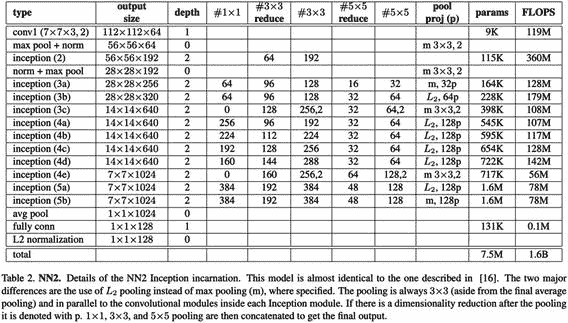 type output size depth #1×1 #3×3 reduce #3×3 #5×5 reduce #5×5 pool proj (p) params FLOPS
conv1 (7×7×3, 2) 112×112×64 1 9K 119M
max pool + norm 56×56×64 0 m 3×3, 2
inception (2) 56×56×192 2 64 192 115K 360M
norm + max pool 28×28×192 0 m 3×3, 2
inception (3a) 28×28×256 2 64 96 128 16 32 m, 32p 164K 128M
inception (3b) 28×28×320 2 64 96 128 32 64 L2, 64p 228K 179M
inception (3c) 14×14×640 2 0 128 256,2 32 64,2 m 3×3,2 398K 108M
inception (4a) 14×14×640 2 256 96 192 32 64 L2, 128p 545K 107M
inception (4b) 14×14×640 2 224 112 224 32 64 L2, 128p 595K 117M
inception (4c) 14×14×640 2 192 128 256 32 64 L2, 128p 654K 128M
inception (4d) 14×14×640 2 160 144 288 32 64 L2, 128p 722K 142M
inception (4e) 7×7×1024 2 0 160 256,2 64 128,2 m 3×3,2 717K 56M
inception (5a) 7×7×1024 2 384 192 384 48 128 L2, 128p 1.6M 78M
inception (5b) 7×7×1024 2 384 192 384 48 128 m, 128p 1.6M 78M
avg pool 1×1×1024 0
fully conn 1×1×128 1 131K 0.1M
L2 normalization 1×1×128 0
total 7.5M 1.6B
Table 2. NN2. Details of the NN2 Inception incarnation. This model is almost identical to the one described in [16]. The two major
differences are the use of L2 pooling instead of max pooling (m), where specified. The pooling is always 3×3 (aside from the final average
pooling) and in parallel to the convolutional modules inside each Inception module. If there is a dimensionality reduction after the pooling
it is denoted with p. 1×1, 3×3, and 5×5 pooling are then concatenated to get the final output.